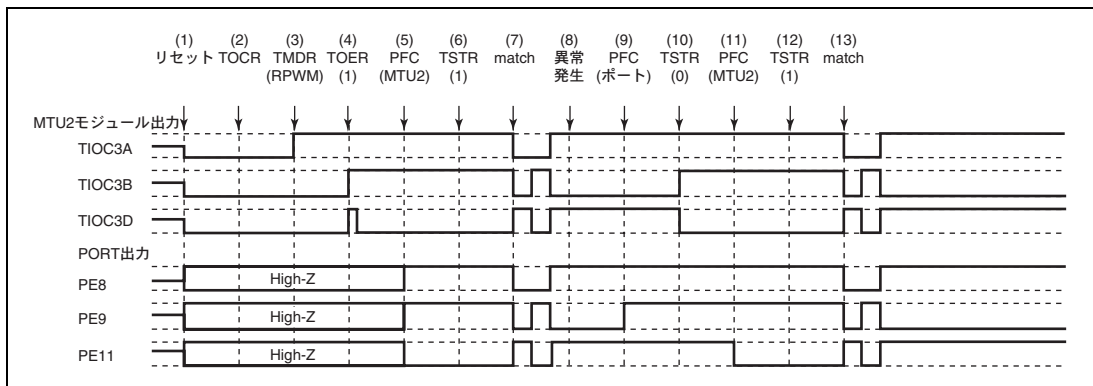 (1) (2) (3) (4) (5) (6) (7) (8) (9) (10) (11) (12) (13)
リセット TOCR TMDR TOER PFC TSTR match 異常 PFC TSTR PFC TSTR match
(RPWM) (1) (MTU2) (1) 発生 (ポート) (0) (MTU2) (1)
MTU2モジュール出力
TIOC3A
TIOC3B
TIOC3D
PORT出力
PE8 High-Z
PE9 High-Z
PE11 High-Z